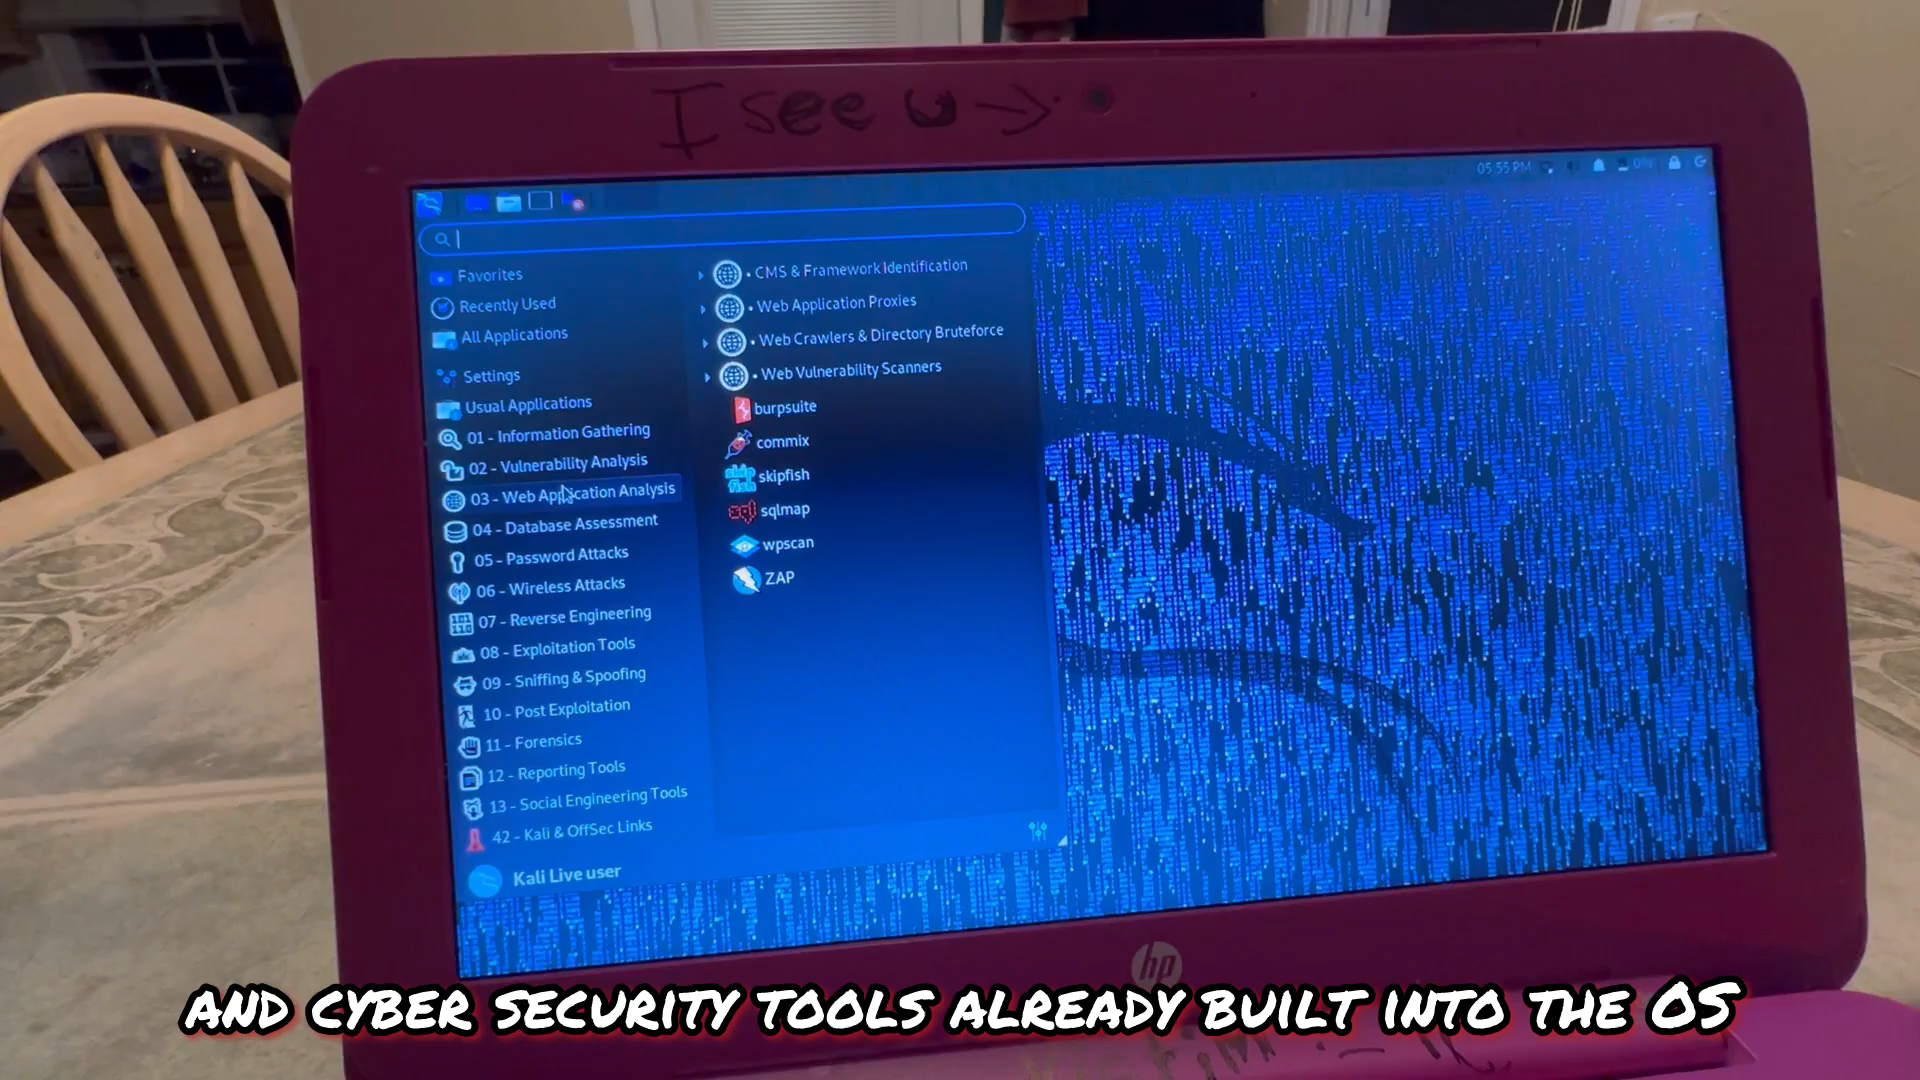 I see u →
05:55 PM
0%
Favorites
Recently Used
All Applications
Settings
Usual Applications
01 - Information Gathering
02 - Vulnerability Analysis
03 - Web Application Analysis
04 - Database Assessment
05 - Password Attacks
06 - Wireless Attacks
07 - Reverse Engineering
08 - Exploitation Tools
09 - Sniffing & Spoofing
10 - Post Exploitation
11 - Forensics
12 - Reporting Tools
13 - Social Engineering Tools
42 - Kali & OffSec Links
Kali Live user
• CMS & Framework Identification
• Web Application Proxies
• Web Crawlers & Directory Bruteforce
• Web Vulnerability Scanners
burpsuite
commix
skipfish
sqlmap
wpscan
ZAP
hp
AND CYBER SECURITY TOOLS ALREADY BUILT INTO THE OS